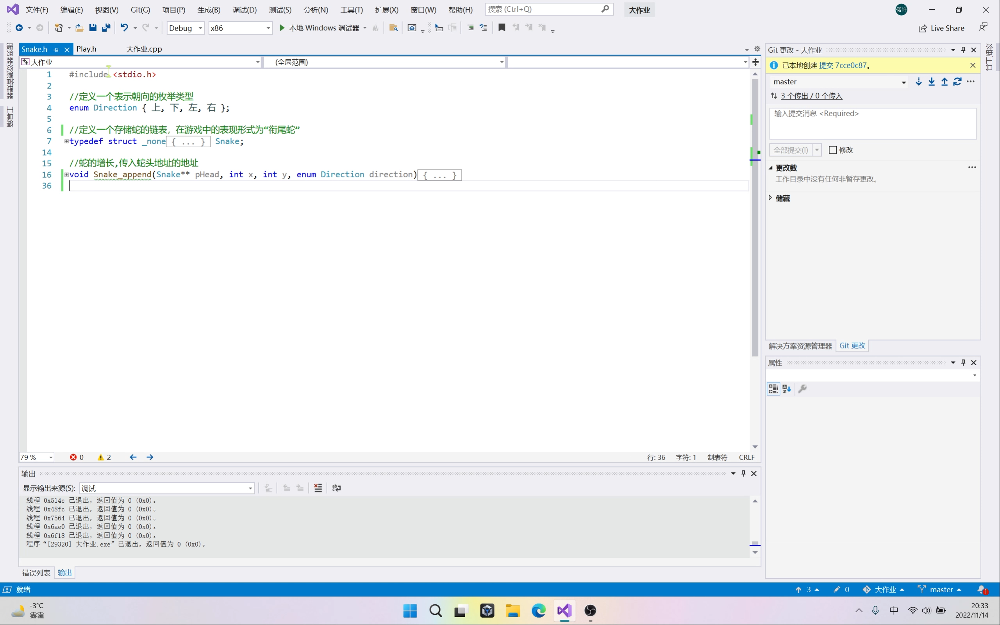 文件(F) 编辑(E) 视图(V) Git(G) 项目(P) 生成(B) 调试(D) 测试(S) 分析(N) 工具(T) 扩展(X) 窗口(W) 帮助(H) 搜索 (Ctrl+Q) 大作业 偌许
Debug x86 本地 Windows 调试器 Live Share
服务器资源管理器
工具箱
Snake.h Play.h 大作业.cpp
大作业 (全局范围)
1 #include <stdio.h>
2
3 //定义一个表示朝向的枚举类型
4 enum Direction { 上, 下, 左, 右 };
5
6 //定义一个存储蛇的链表，在游戏中的表现形式为“衔尾蛇”
7 typedef struct _none{ ... } Snake;
14
15 //蛇的增长,传入蛇头地址的地址
16 void Snake_append(Snake** pHead, int x, int y, enum Direction direction){ ... }
36
79 % 0 2 行: 36 字符: 1 制表符 CRLF
输出
显示输出来源(S): 调试
线程 0x514c 已退出，返回值为 0 (0x0)。
线程 0x48fc 已退出，返回值为 0 (0x0)。
线程 0x7564 已退出，返回值为 0 (0x0)。
线程 0x6ae0 已退出，返回值为 0 (0x0)。
线程 0x6f18 已退出，返回值为 0 (0x0)。
程序“[29320] 大作业.exe”已退出，返回值为 0 (0x0)。
错误列表 输出
Git 更改 - 大作业
已本地创建 提交 7cce0c87。
master
3 个传出 / 0 个传入
输入提交消息 <Required>
全部提交(I) 修改
更改数
工作目录中没有任何非暂存更改。
储藏
解决方案资源管理器 Git 更改
属性
诊断工具
就绪 3 0 大作业 master 1
-3°C
雾霾
中
20:33
2022/11/14